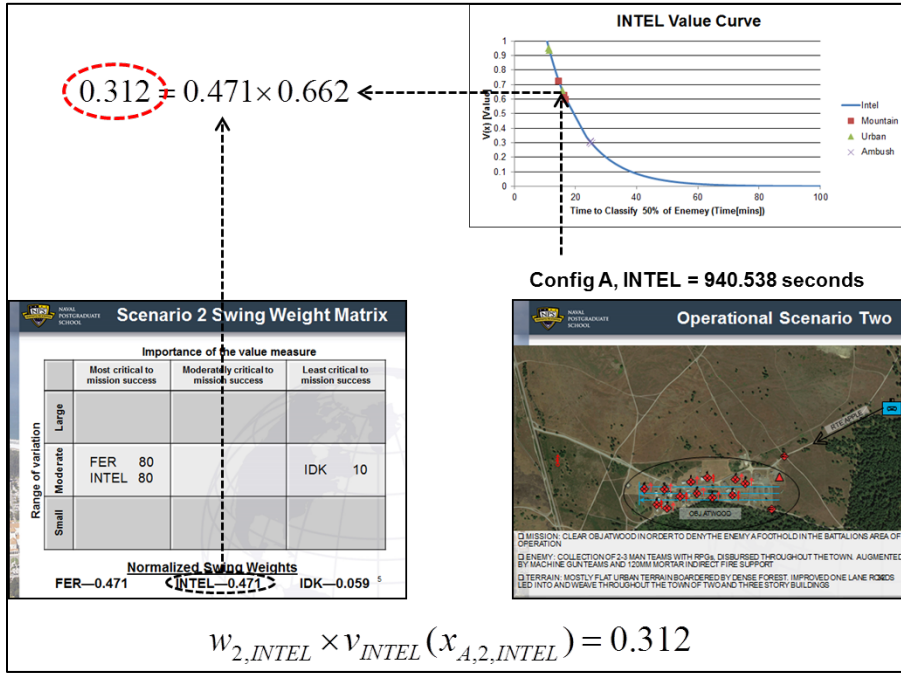 INTEL Value Curve
0.312 = 0.471 × 0.662
V(x) [Value]
1
0.9
0.8
0.7
0.6
0.5
0.4
0.3
0.2
0.1
0
0 20 40 60 80 100
Time to Classify 50% of Enemey (Time[mins])
Intel
Mountain
Urban
Ambush
Config A, INTEL = 940.538 seconds
NPS
NAVAL
POSTGRADUATE
SCHOOL
Scenario 2 Swing Weight Matrix
Importance of the value measure
Most critical to mission success
Moderately critical to mission success
Least critical to mission success
Range of variation
Large
Moderate
Small
FER 80
INTEL 80
IDK 10
Normalized Swing Weights
FER—0.471 INTEL—0.471 IDK—0.059 5
NPS
NAVAL
POSTGRADUATE
SCHOOL
Operational Scenario Two
RTE APPLE
OBJ ATWOOD
MISSION: CLEAR OBJ ATWOOD IN ORDER TO DENY THE ENEMY A FOOTHOLD IN THE BATTALIONS AREA OF
OPERATION
ENEMY: COLLECTION OF 2-3 MAN TEAMS WITH RPGs, DISBURSED THROUGHOUT THE TOWN. AUGMENTED
BY MACHINE GUN TEAMS AND 120MM MORTAR INDIRECT FIRE SUPPORT
TERRAIN: MOSTLY FLAT URBAN TERRAIN BOARDERED BY DENSE FOREST. IMPROVED ONE LANE ROADS
LED INTO AND WEAVE THROUGHOUT THE TOWN OF TWO AND THREE STORY BUILDINGS
w2,INTEL × vINTEL(xA,2,INTEL) = 0.312